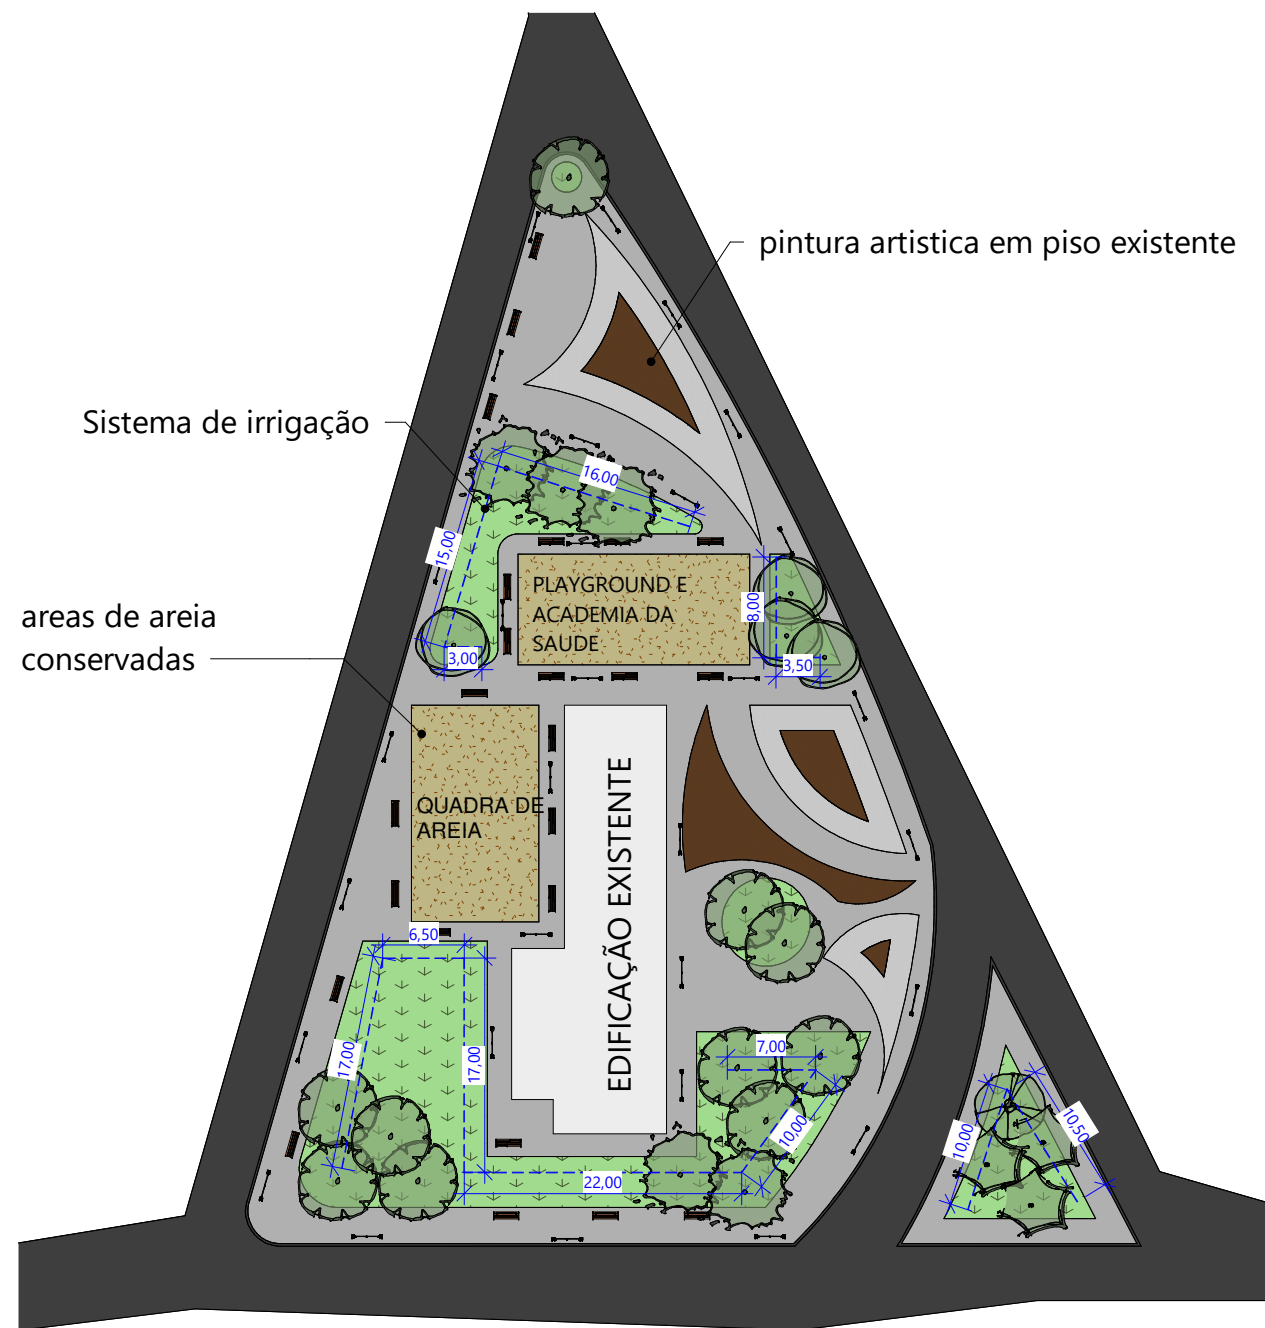 pintura artistica em piso existente
Sistema de irrigação
16,00
15,00
PLAYGROUND E
ACADEMIA DA
SAUDE
8,00
areas de areia
conservadas
3,00
3,50
QUADRA DE
AREIA
EDIFICAÇÃO EXISTENTE
6,50
17,00
17,00
7,00
10,00
10,00
10,50
22,00